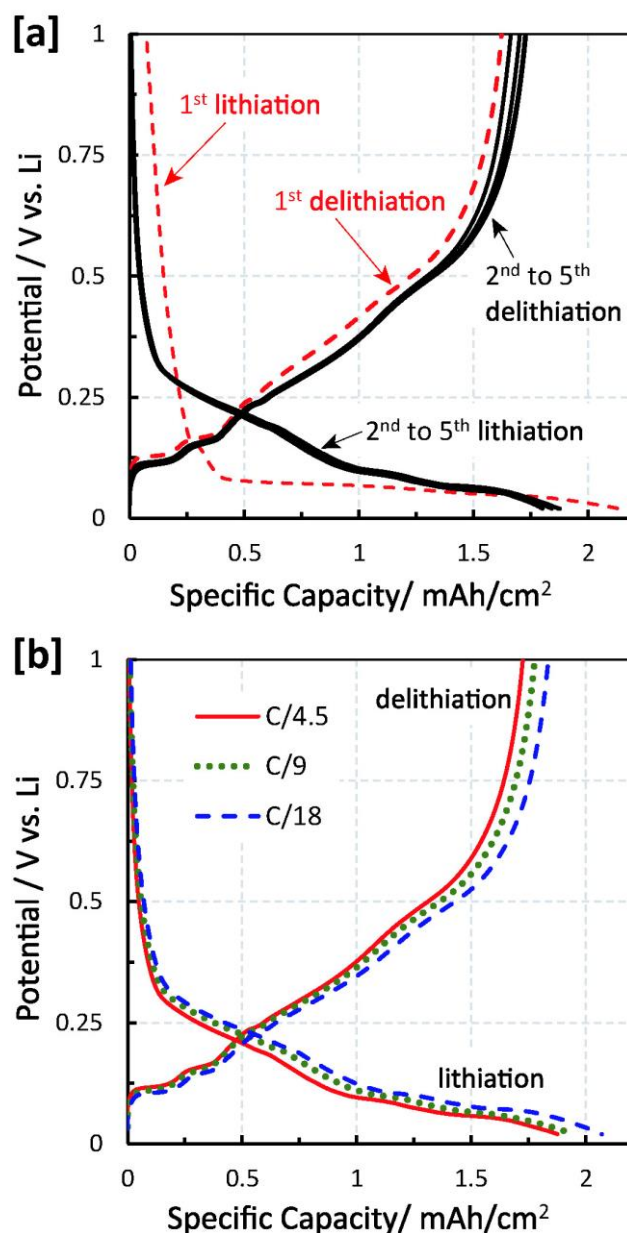 [a]
1
0.75
0.5
0.25
0
Potential / V vs. Li
1st lithiation
1st delithiation
2nd to 5th
delithiation
2nd to 5th lithiation
0 0.5 1 1.5 2
Specific Capacity/ mAh/cm2
[b]
1
0.75
0.5
0.25
0
Potential / V vs. Li
delithiation
C/4.5
C/9
C/18
lithiation
0 0.5 1 1.5 2
Specific Capacity/ mAh/cm2